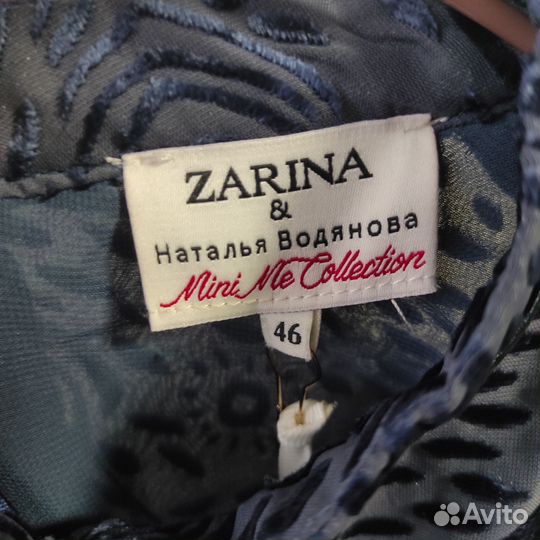 ZARINA
&
Наталья Водянова
Mini Me Collection
46
Avito